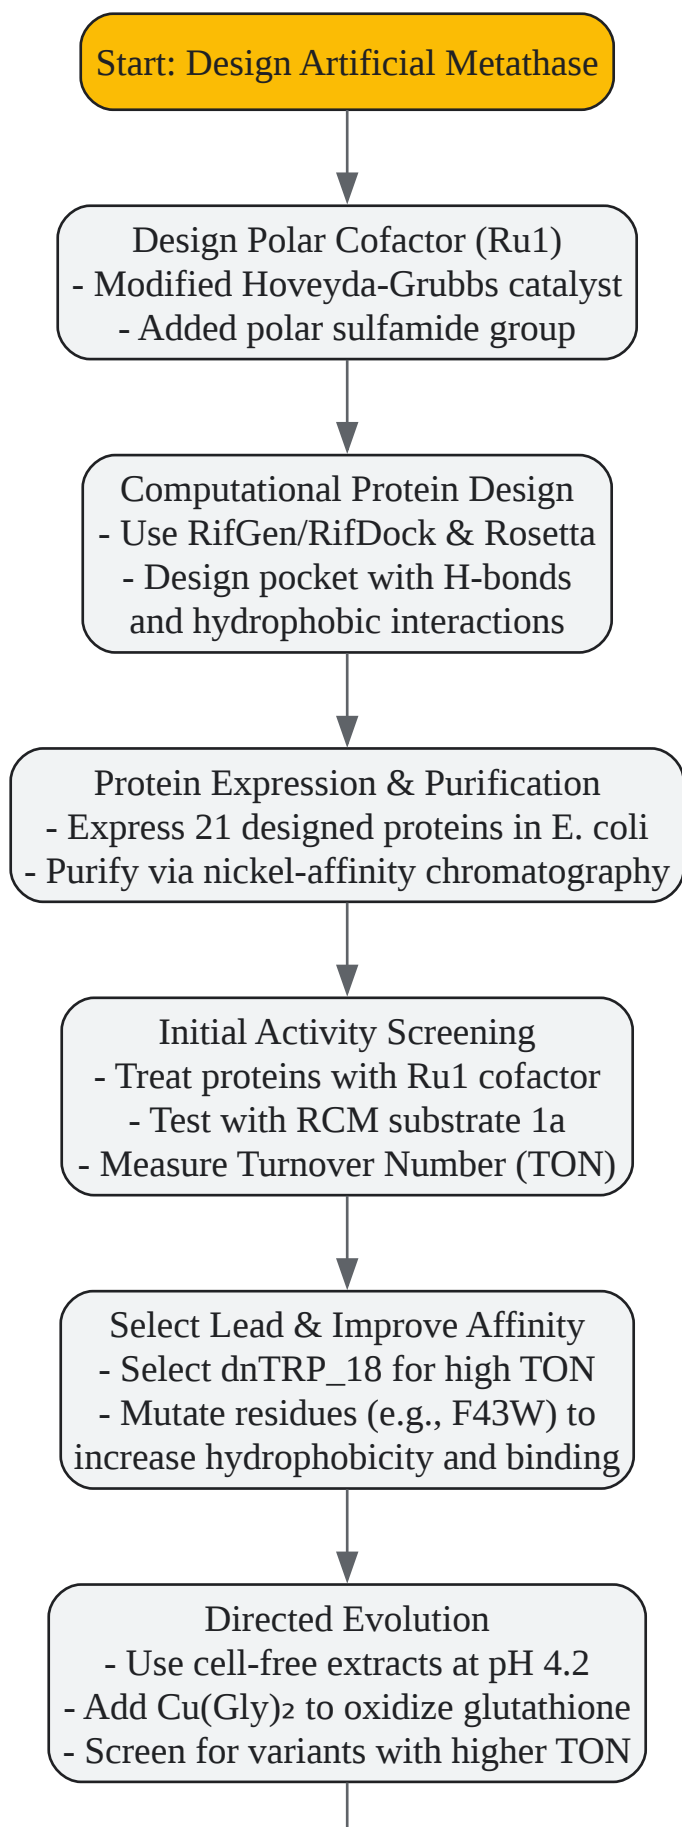 Start: Design Artificial Metathase
Design Polar Cofactor (Ru1)
- Modified Hoveyda-Grubbs catalyst
- Added polar sulfamide group
Computational Protein Design
- Use RifGen/RifDock & Rosetta
- Design pocket with H-bonds
and hydrophobic interactions
Protein Expression & Purification
- Express 21 designed proteins in E. coli
- Purify via nickel-affinity chromatography
Initial Activity Screening
- Treat proteins with Ru1 cofactor
- Test with RCM substrate 1a
- Measure Turnover Number (TON)
Select Lead & Improve Affinity
- Select dnTRP_18 for high TON
- Mutate residues (e.g., F43W) to
increase hydrophobicity and binding
Directed Evolution
- Use cell-free extracts at pH 4.2
- Add Cu(Gly)₂ to oxidize glutathione
- Screen for variants with higher TON